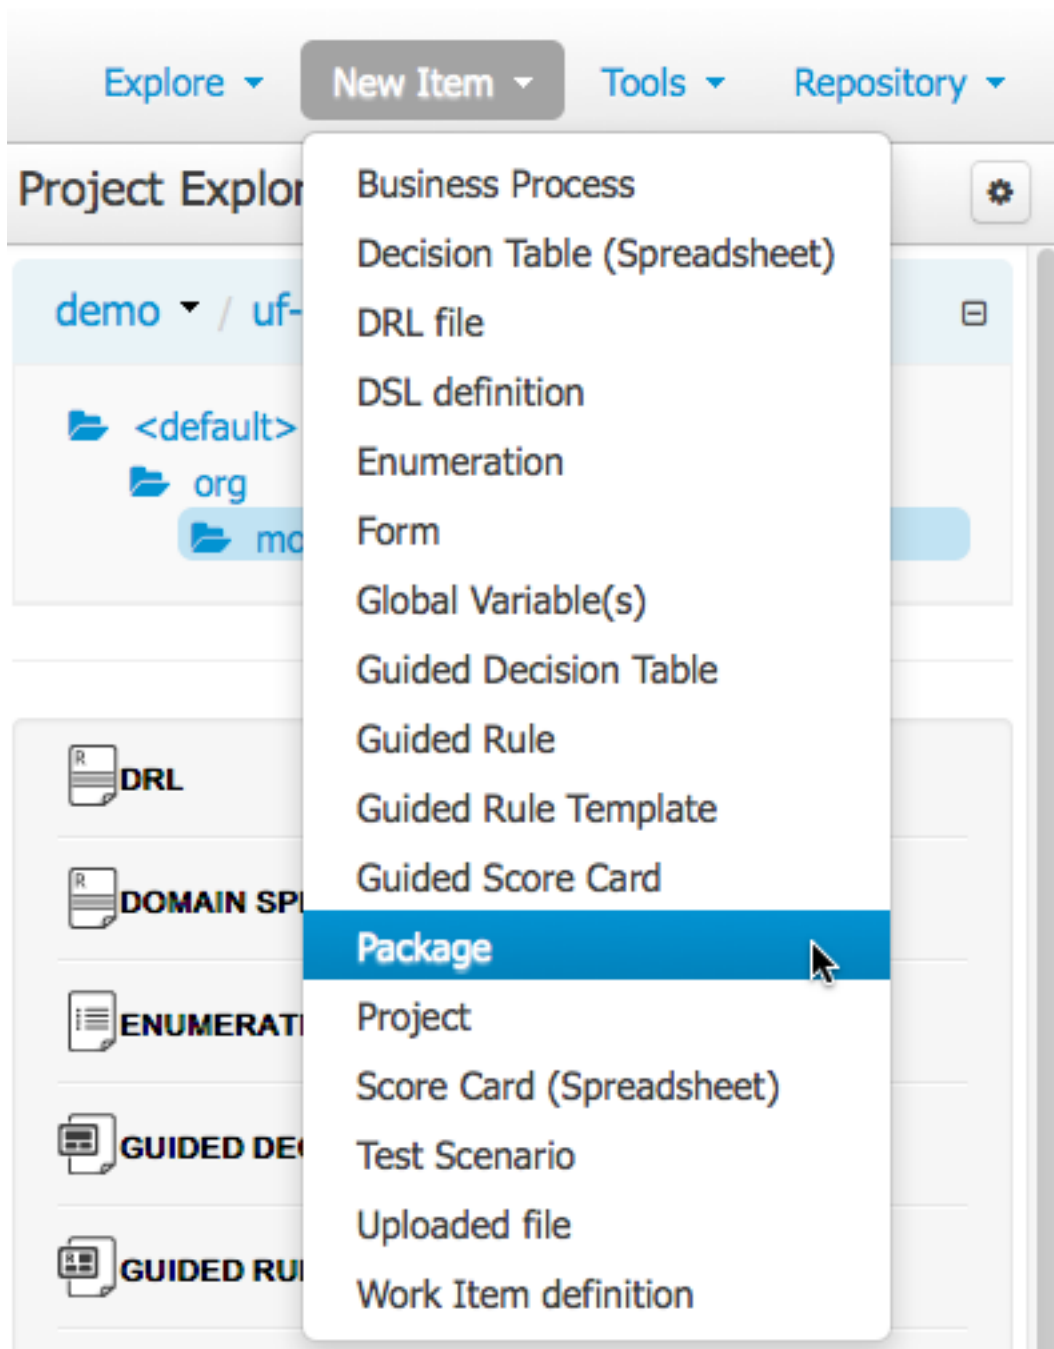 Explore New Item Tools Repository
Project Explor
Business Process
Decision Table (Spreadsheet)
demo / uf-
DRL file
DSL definition
<default>
Enumeration
org
Form
mo
Global Variable(s)
Guided Decision Table
Guided Rule
DRL
Guided Rule Template
Guided Score Card
DOMAIN SP
Package
Project
ENUMERATI
Score Card (Spreadsheet)
Test Scenario
GUIDED DE
Uploaded file
GUIDED RU
Work Item definition